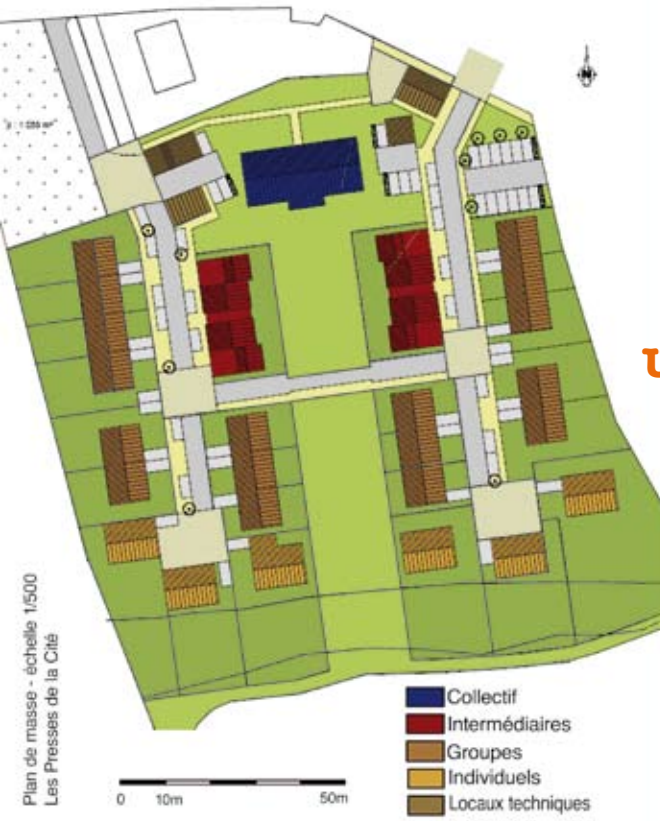 N
Plan de masse - échelle 1/500
Les Presses de la Cité
Collectif
Intermédiaires
Groupes
Individuels
Locaux techniques
0 10m 50m